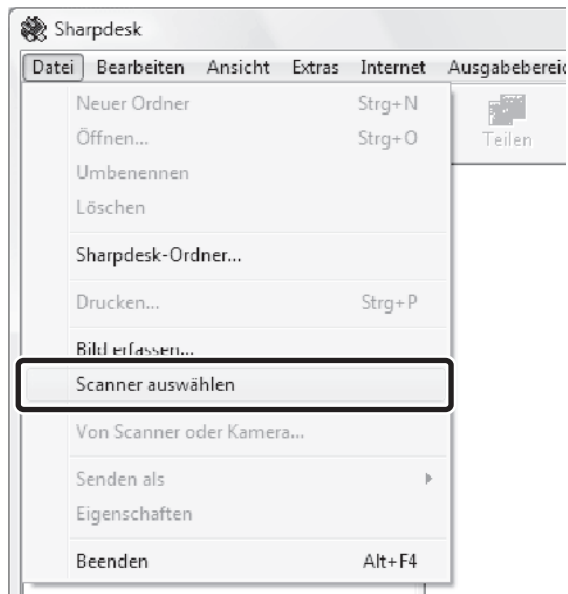 Sharpdesk
Datei Bearbeiten Ansicht Extras Internet Ausgabebereic
Neuer Ordner Strg+N
Öffnen... Strg+O
Teilen
Umbenennen
Löschen
Sharpdesk-Ordner...
Drucken... Strg+P
Bild erfassen...
Scanner auswählen
Von Scanner oder Kamera...
Senden als
Eigenschaften
Beenden Alt+F4